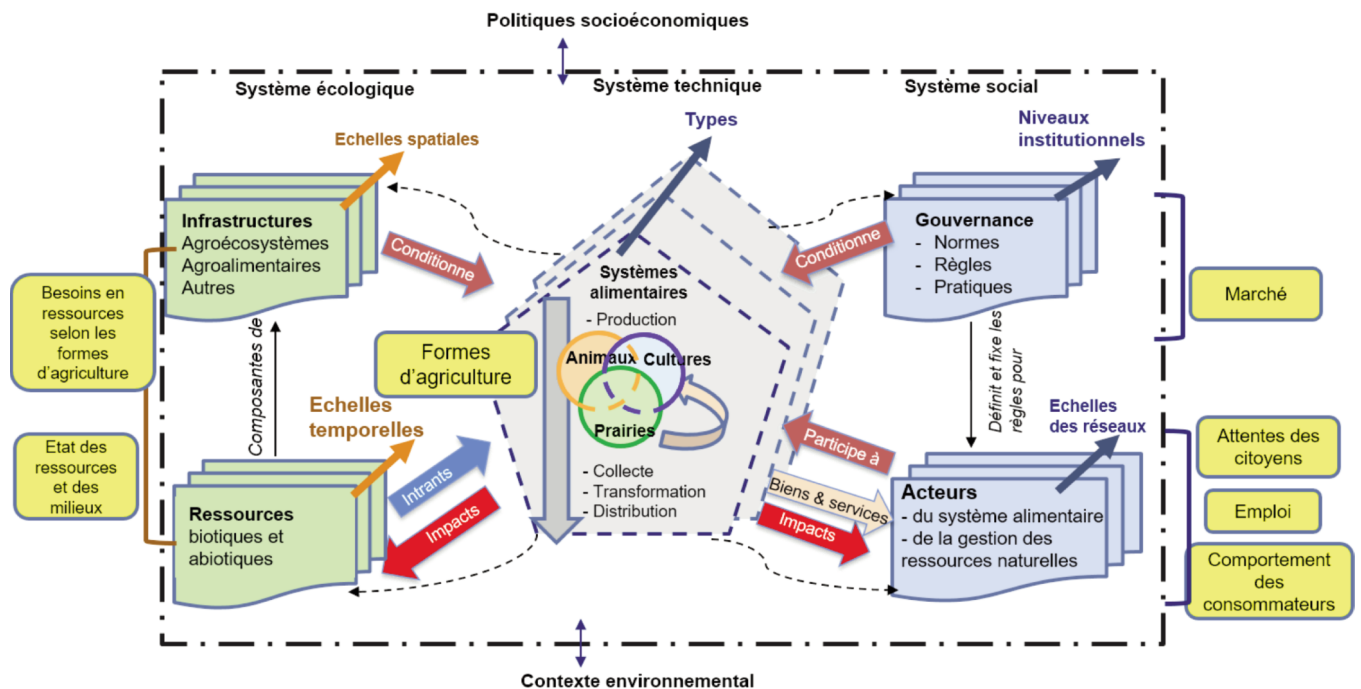 Politiques socioéconomiques
Système écologique
Système technique
Système social
Echelles spatiales
Types
Niveaux
institutionnels
Infrastructures
Agroécosystèmes
Agroalimentaires
Autres
Conditionne
Systèmes
alimentaires
- Production
Animaux
Cultures
Prairies
- Collecte
- Transformation
- Distribution
Conditionne
Gouvernance
- Normes
- Règles
- Pratiques
Marché
Besoins en
ressources
selon les
formes
d'agriculture
Formes
d'agriculture
Composantes de
Définit et fixe les
règles pour
Echelles
temporelles
Echelles
des réseaux
Etat des
ressources
et des
milieux
Ressources
biotiques et
abiotiques
Intrants
Impacts
Participe à
Biens & services
Impacts
Acteurs
- du système alimentaire
- de la gestion des
ressources naturelles
Attentes des
citoyens
Emploi
Comportement
des
consommateurs
Contexte environnemental